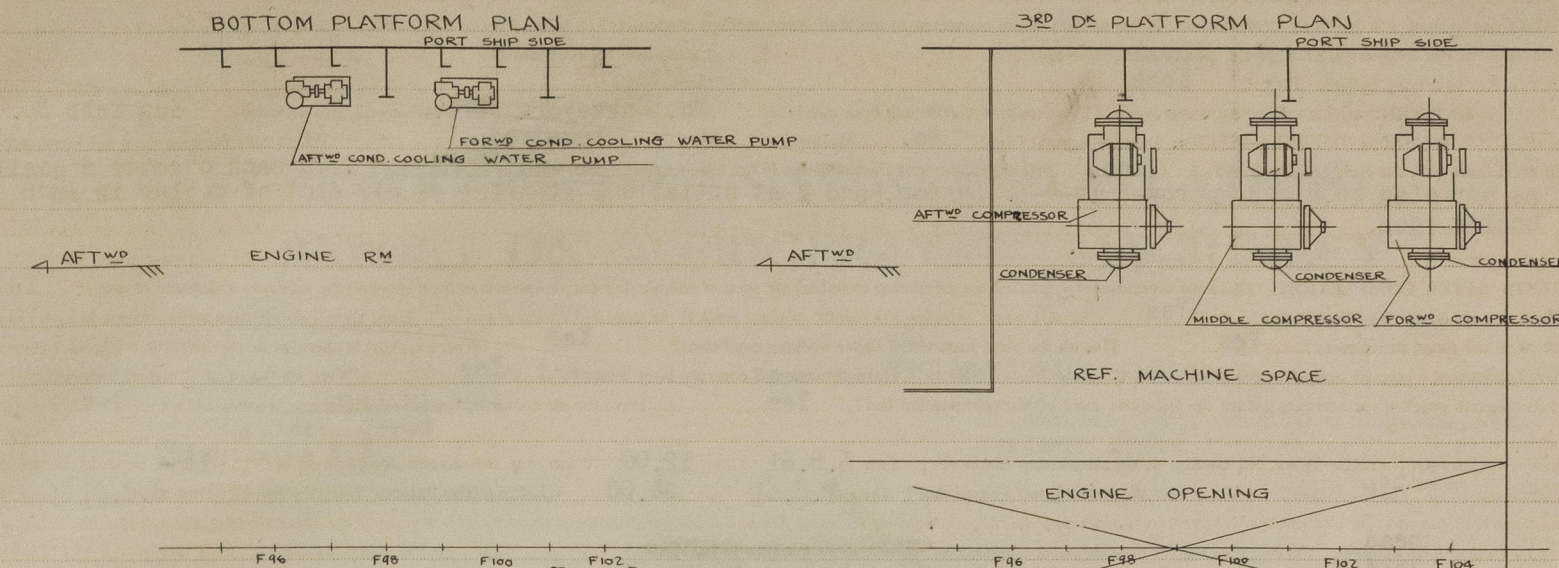 BOTTOM PLATFORM PLAN
PORT SHIP SIDE
FORWD COND. COOLING WATER PUMP
AFTWD COND. COOLING WATER PUMP
AFTWD
ENGINE RM
F96 F98 F100 F102
3RD DK PLATFORM PLAN
PORT SHIP SIDE
AFTWD COMPRESSOR
AFTWD
CONDENSER
CONDENSER
CONDENSER
MIDDLE COMPRESSOR
FORWD COMPRESSOR
REF. MACHINE SPACE
ENGINE OPENING
F96 F98 F100 F102 F104